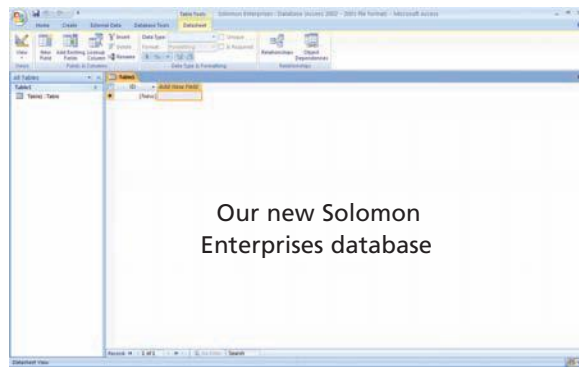 Table Tools
Solomon Enterprises : Database (Access 2002 - 2003 file format) - Microsoft Access
Home Create External Data Database Tools Datasheet
View
New Field
Add Existing Fields
Lookup Column
Insert
Delete
Rename
Data Type:
Format: Formatting
Unique
Is Required
Relationships
Object Dependencies
Views
Fields & Columns
Data Type & Formatting
Relationships
All Tables
Table1
Table1 : Table
Table1
ID Add New Field
(New)
Our new Solomon
Enterprises database
Record: 1 of 1 No Filter Search
Datasheet View